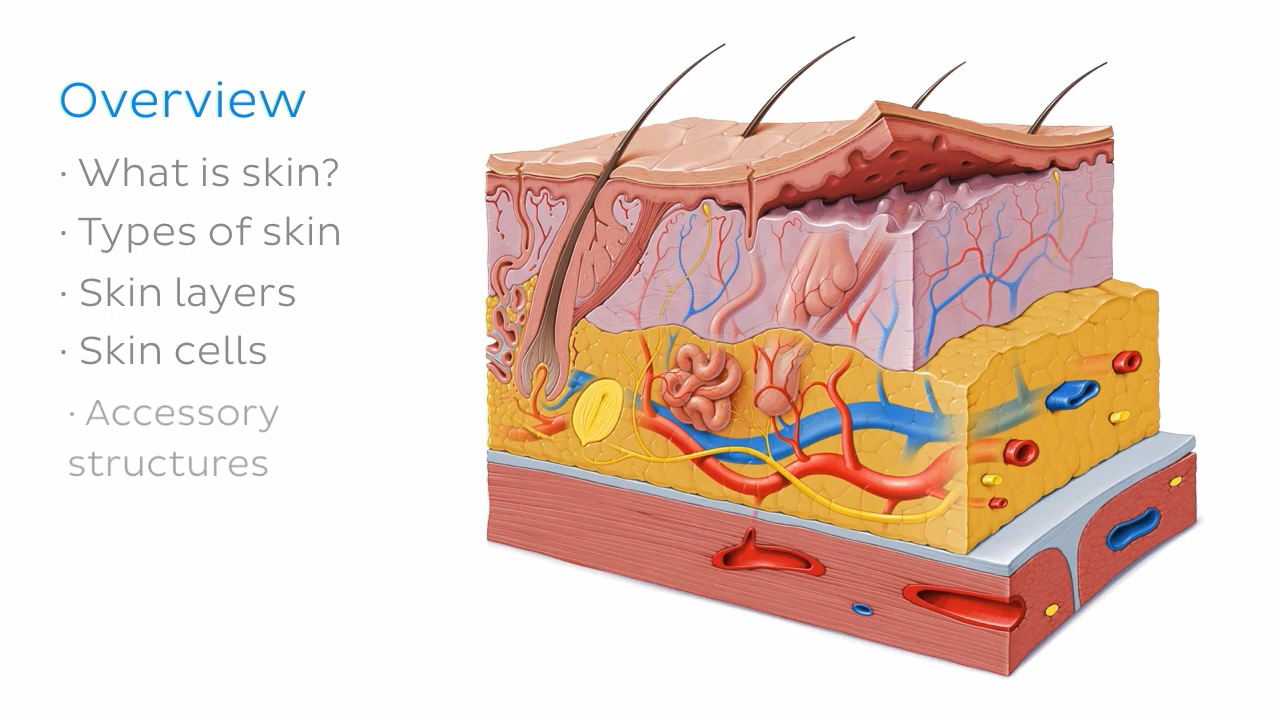 Overview
· What is skin?
· Types of skin
· Skin layers
· Skin cells
· Accessory
structures